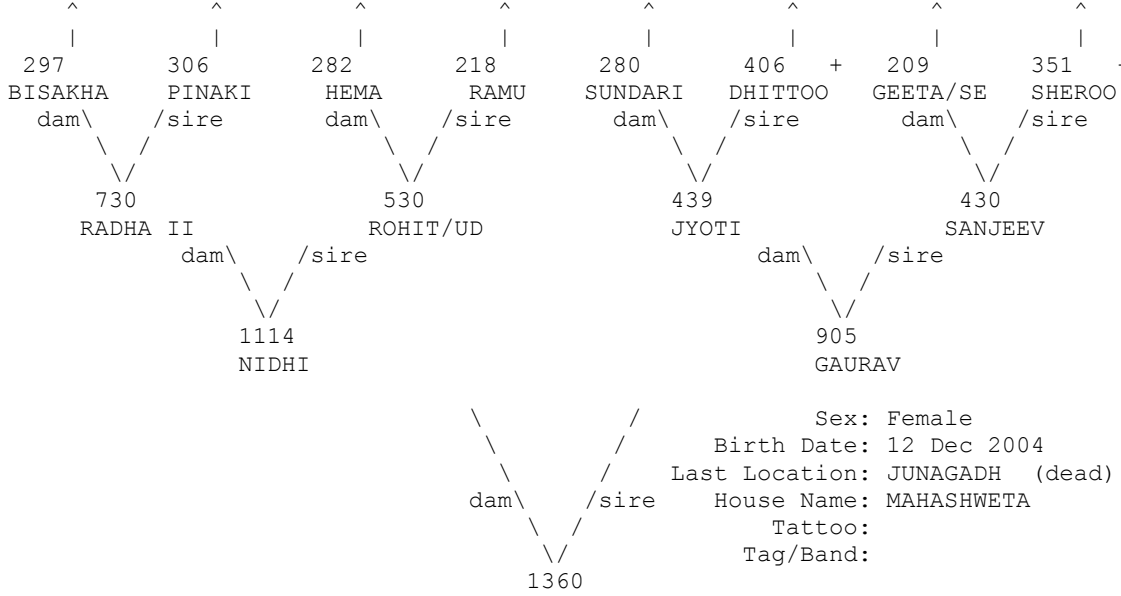 ^ ^ ^ ^ ^ ^ ^ ^
| | | | | | | |
297 306 282 218 280 406 + 209 351
BISAKHA PINAKI HEMA RAMU SUNDARI DHITTOO GEETA/SE SHEROO
dam\ /sire dam\ /sire dam\ /sire dam\ /sire
\ / \ / \ / \ /
\/ \/ \/ \/
730 530 439 430
RADHA II ROHIT/UD JYOTI SANJEEV
dam\ /sire dam\ /sire
\ / \ /
\/ \/
1114 905
NIDHI GAURAV
\ / Sex: Female
\ / Birth Date: 12 Dec 2004
\ / Last Location: JUNAGADH (dead)
dam\ /sire House Name: MAHASHWETA
\ / Tattoo:
\/ Tag/Band:
1360